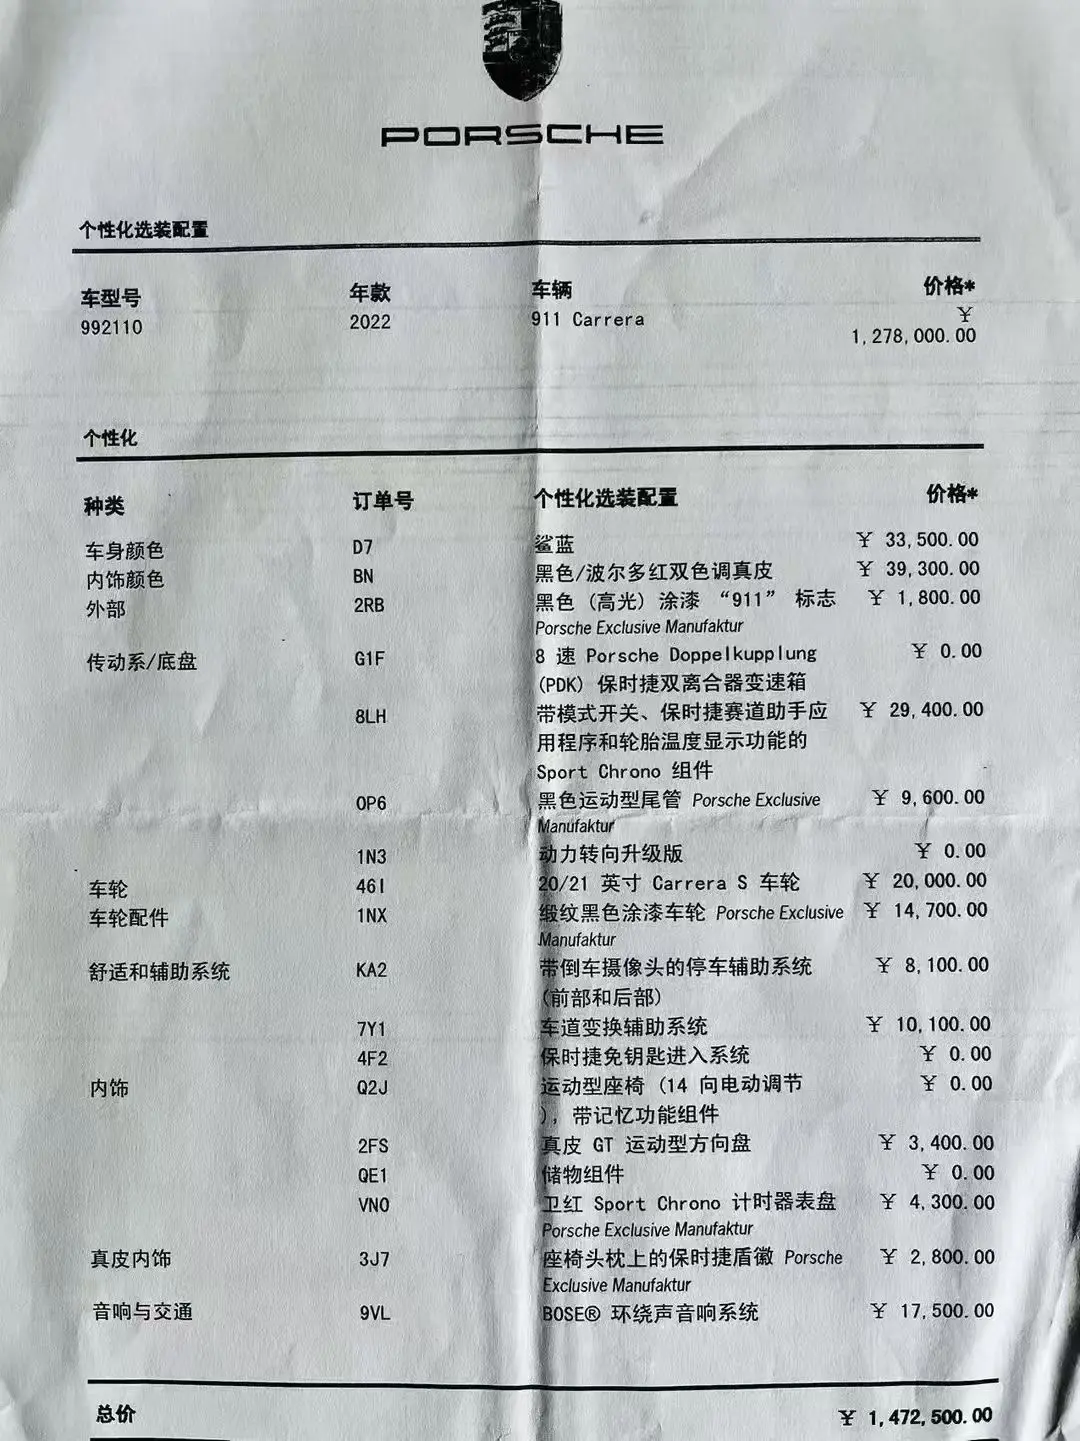 PORSCHE
个性化选装配置
车型号 年款 车辆 价格*
992110 2022 911 Carrera ¥
1,278,000.00
个性化
种类 订单号 个性化选装配置 价格*
车身颜色 D7 鲨蓝 ¥ 33,500.00
内饰颜色 BN 黑色/波尔多红双色调真皮 ¥ 39,300.00
外部 2RB 黑色 (高光) 涂漆 “911” 标志 ¥ 1,800.00
Porsche Exclusive Manufaktur
传动系/底盘 G1F 8 速 Porsche Doppelkupplung ¥ 0.00
(PDK) 保时捷双离合器变速箱
8LH 带模式开关、保时捷赛道助手应 ¥ 29,400.00
用程序和轮胎温度显示功能的
Sport Chrono 组件
0P6 黑色运动型尾管 Porsche Exclusive ¥ 9,600.00
Manufaktur
1N3 动力转向升级版 ¥ 0.00
车轮 46I 20/21 英寸 Carrera S 车轮 ¥ 20,000.00
车轮配件 1NX 缎纹黑色涂漆车轮 Porsche Exclusive ¥ 14,700.00
Manufaktur
舒适和辅助系统 KA2 带倒车摄像头的停车辅助系统 ¥ 8,100.00
(前部和后部)
7Y1 车道变换辅助系统 ¥ 10,100.00
4F2 保时捷免钥匙进入系统 ¥ 0.00
内饰 Q2J 运动型座椅 (14 向电动调节 ¥ 0.00
), 带记忆功能组件
2FS 真皮 GT 运动型方向盘 ¥ 3,400.00
QE1 储物组件 ¥ 0.00
VN0 卫红 Sport Chrono 计时器表盘 ¥ 4,300.00
Porsche Exclusive Manufaktur
真皮内饰 3J7 座椅头枕上的保时捷盾徽 Porsche ¥ 2,800.00
Exclusive Manufaktur
音响与交通 9VL BOSE® 环绕声音响系统 ¥ 17,500.00
总价 ¥ 1,472,500.00